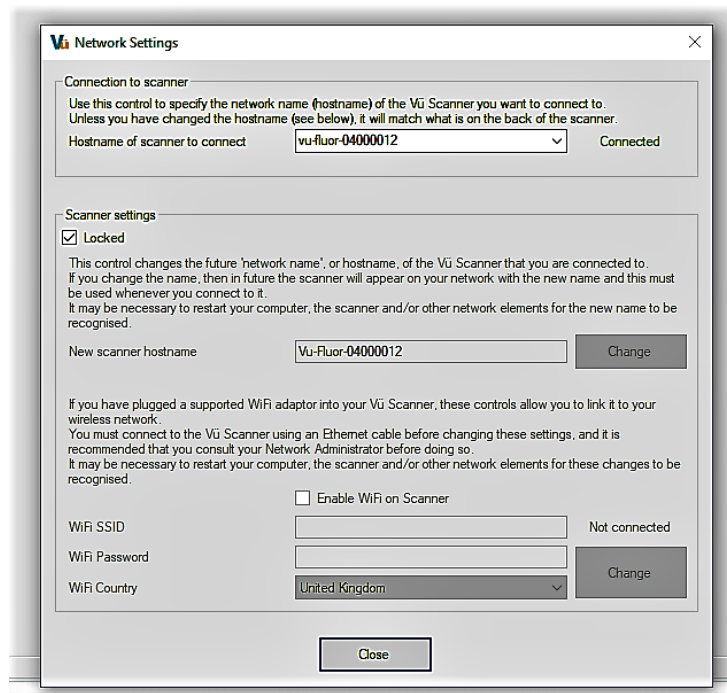 Vü Network Settings
Connection to scanner
Use this control to specify the network name (hostname) of the Vü Scanner you want to connect to.
Unless you have changed the hostname (see below), it will match what is on the back of the scanner.
Hostname of scanner to connect vu-fluor-04000012 Connected
Scanner settings
Locked
This control changes the future 'network name', or hostname, of the Vü Scanner that you are connected to.
If you change the name, then in future the scanner will appear on your network with the new name and this must
be used whenever you connect to it.
It may be necessary to restart your computer, the scanner and/or other network elements for the new name to be
recognised.
New scanner hostname Vu-Fluor-04000012 Change
If you have plugged a supported WiFi adaptor into your Vü Scanner, these controls allow you to link it to your
wireless network.
You must connect to the Vü Scanner using an Ethernet cable before changing these settings, and it is
recommended that you consult your Network Administrator before doing so.
It may be necessary to restart your computer, the scanner and/or other network elements for these changes to be
recognised.
Enable WiFi on Scanner
WiFi SSID Not connected
WiFi Password
Change
WiFi Country United Kingdom
Close